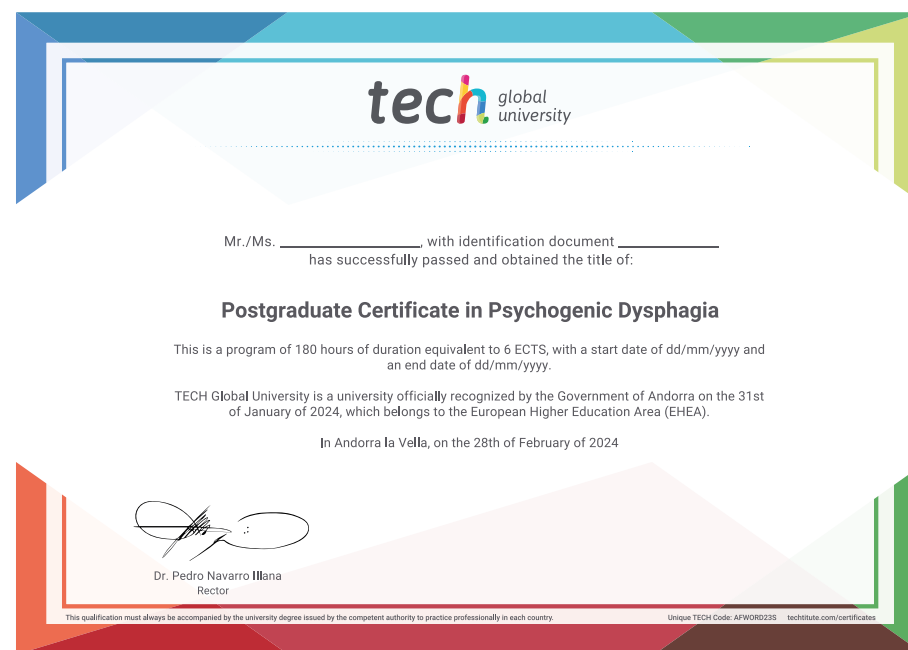 tech global
university
Mr./Ms. ____________________, with identification document ______________
has successfully passed and obtained the title of:
Postgraduate Certificate in Psychogenic Dysphagia
This is a program of 180 hours of duration equivalent to 6 ECTS, with a start date of dd/mm/yyyy and
an end date of dd/mm/yyyy.
TECH Global University is a university officially recognized by the Government of Andorra on the 31st
of January of 2024, which belongs to the European Higher Education Area (EHEA).
In Andorra la Vella, on the 28th of February of 2024
Dr. Pedro Navarro Illana
Rector
This qualification must always be accompanied by the university degree issued by the competent authority to practice professionally in each country. Unique TECH Code: AFWORD23S techtitute.com/certificates